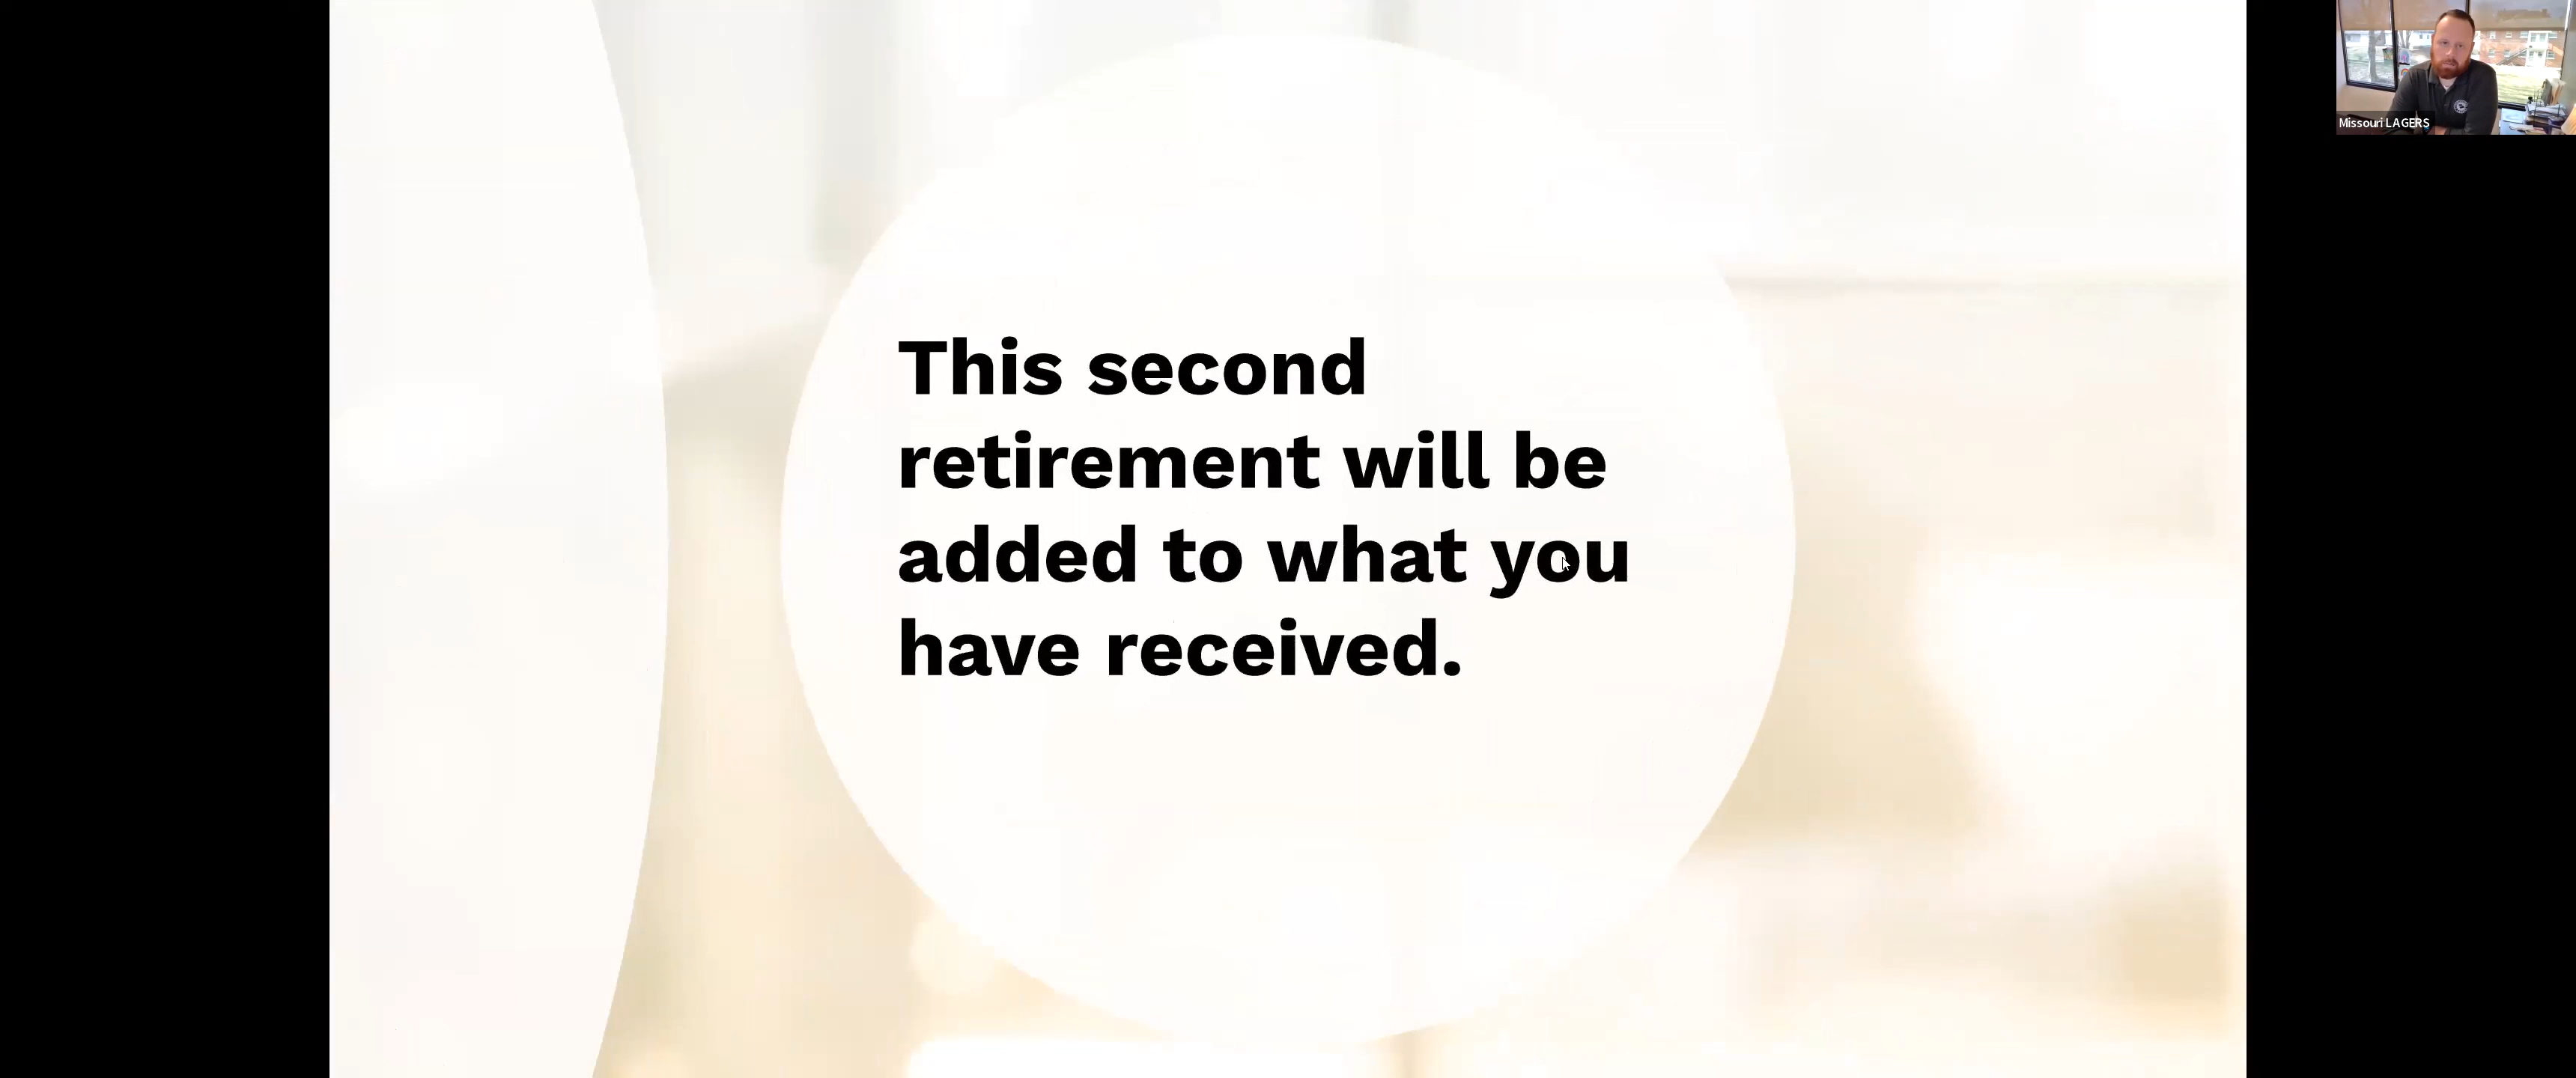 This second
retirement will be
added to what you
have received.
Missouri LAGERS